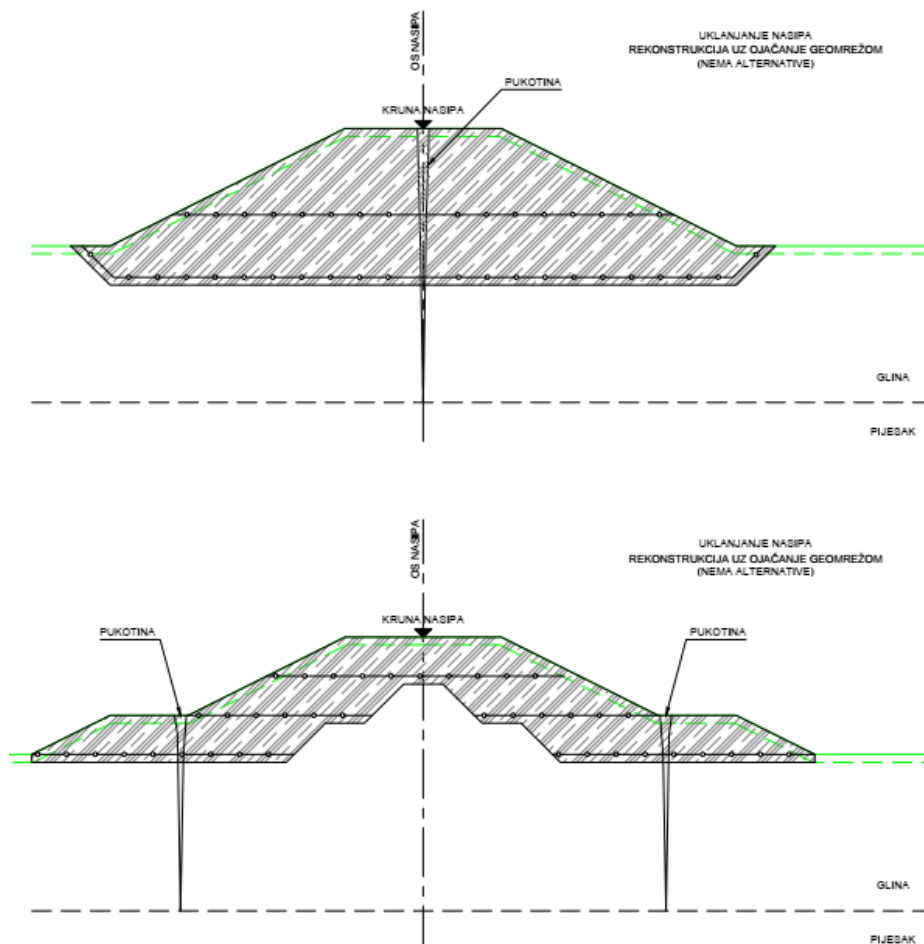 OS NASIPA
UKLANJANJE NASIPA
REKONSTRUKCIJA UZ OJAČANJE GEOMREŽOM
(NEMA ALTERNATIVE)
PUKOTINA
KRUNA NASIPA
GLINA
PIJESAK
OS NASIPA
UKLANJANJE NASIPA
REKONSTRUKCIJA UZ OJAČANJE GEOMREŽOM
(NEMA ALTERNATIVE)
KRUNA NASIPA
PUKOTINA
PUKOTINA
GLINA
PIJESAK